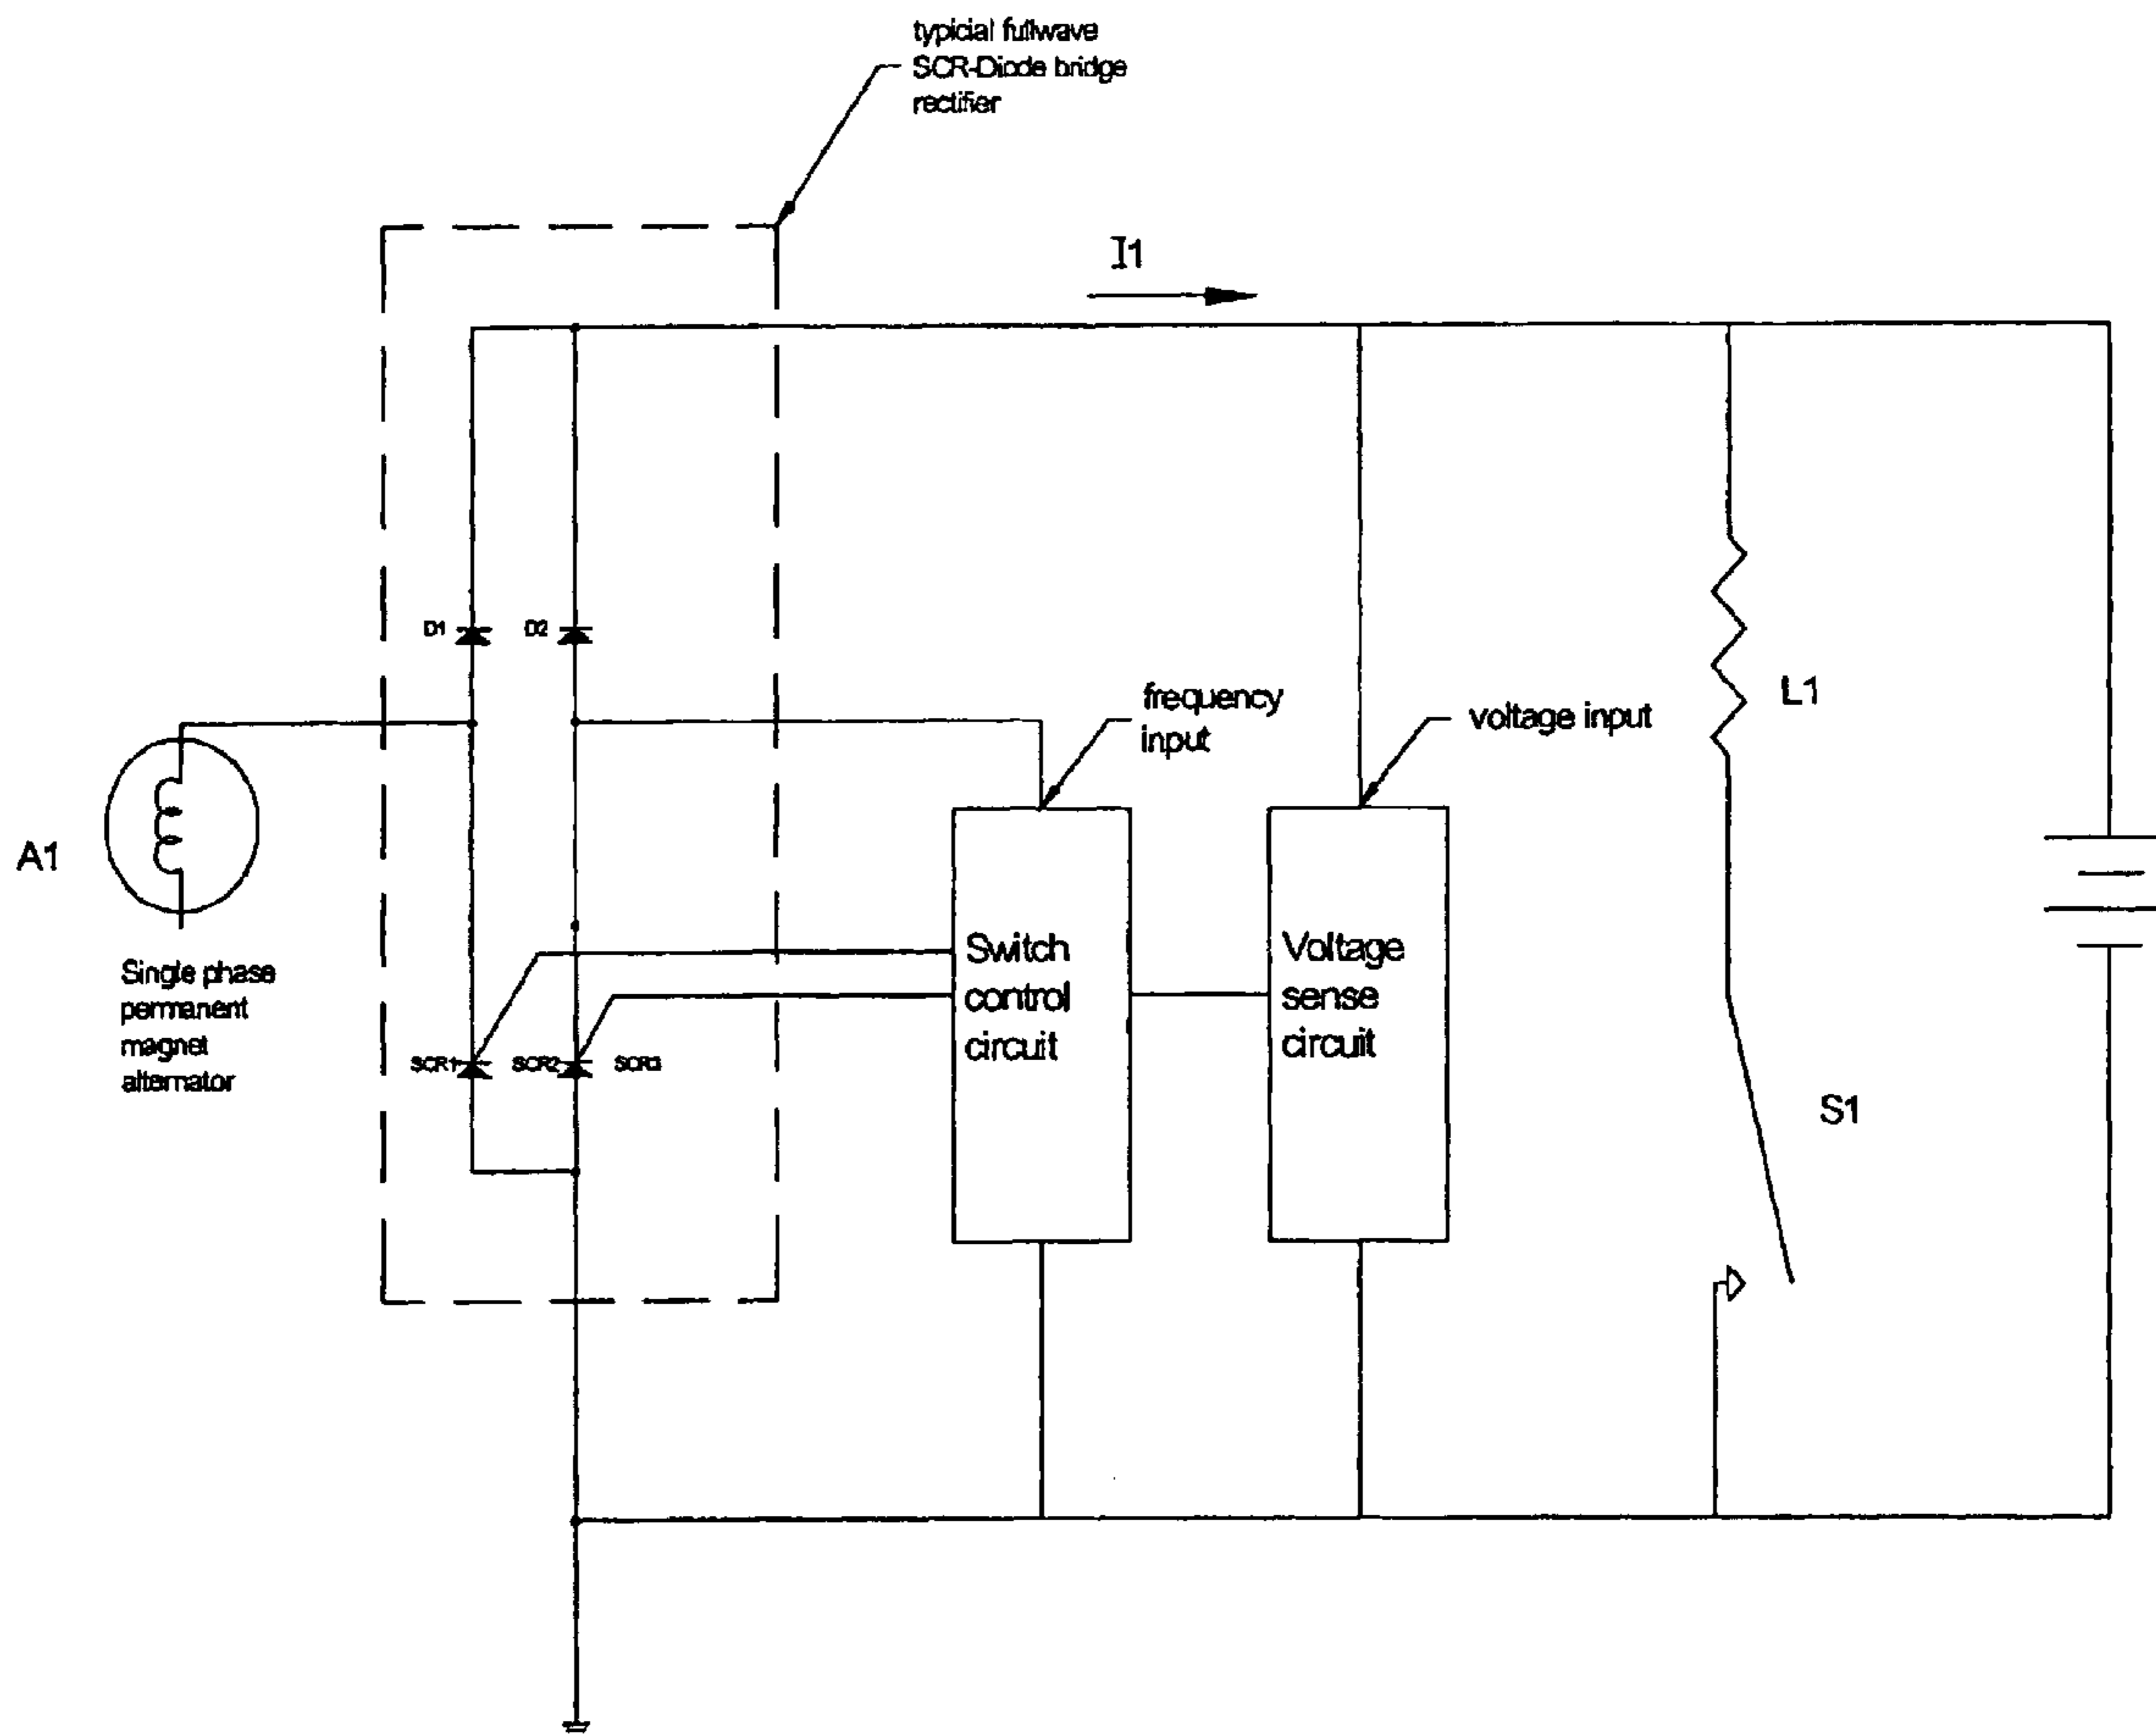 typicial fullwave
SCR-Diode bridge
rectifier
I1
D1
D2
frequency
input
voltage input
L1
A1
Single phase
permanent
magnet
alternator
Switch
control
circuit
Voltage
sense
circuit
SCR1
SCR2
SCR3
S1